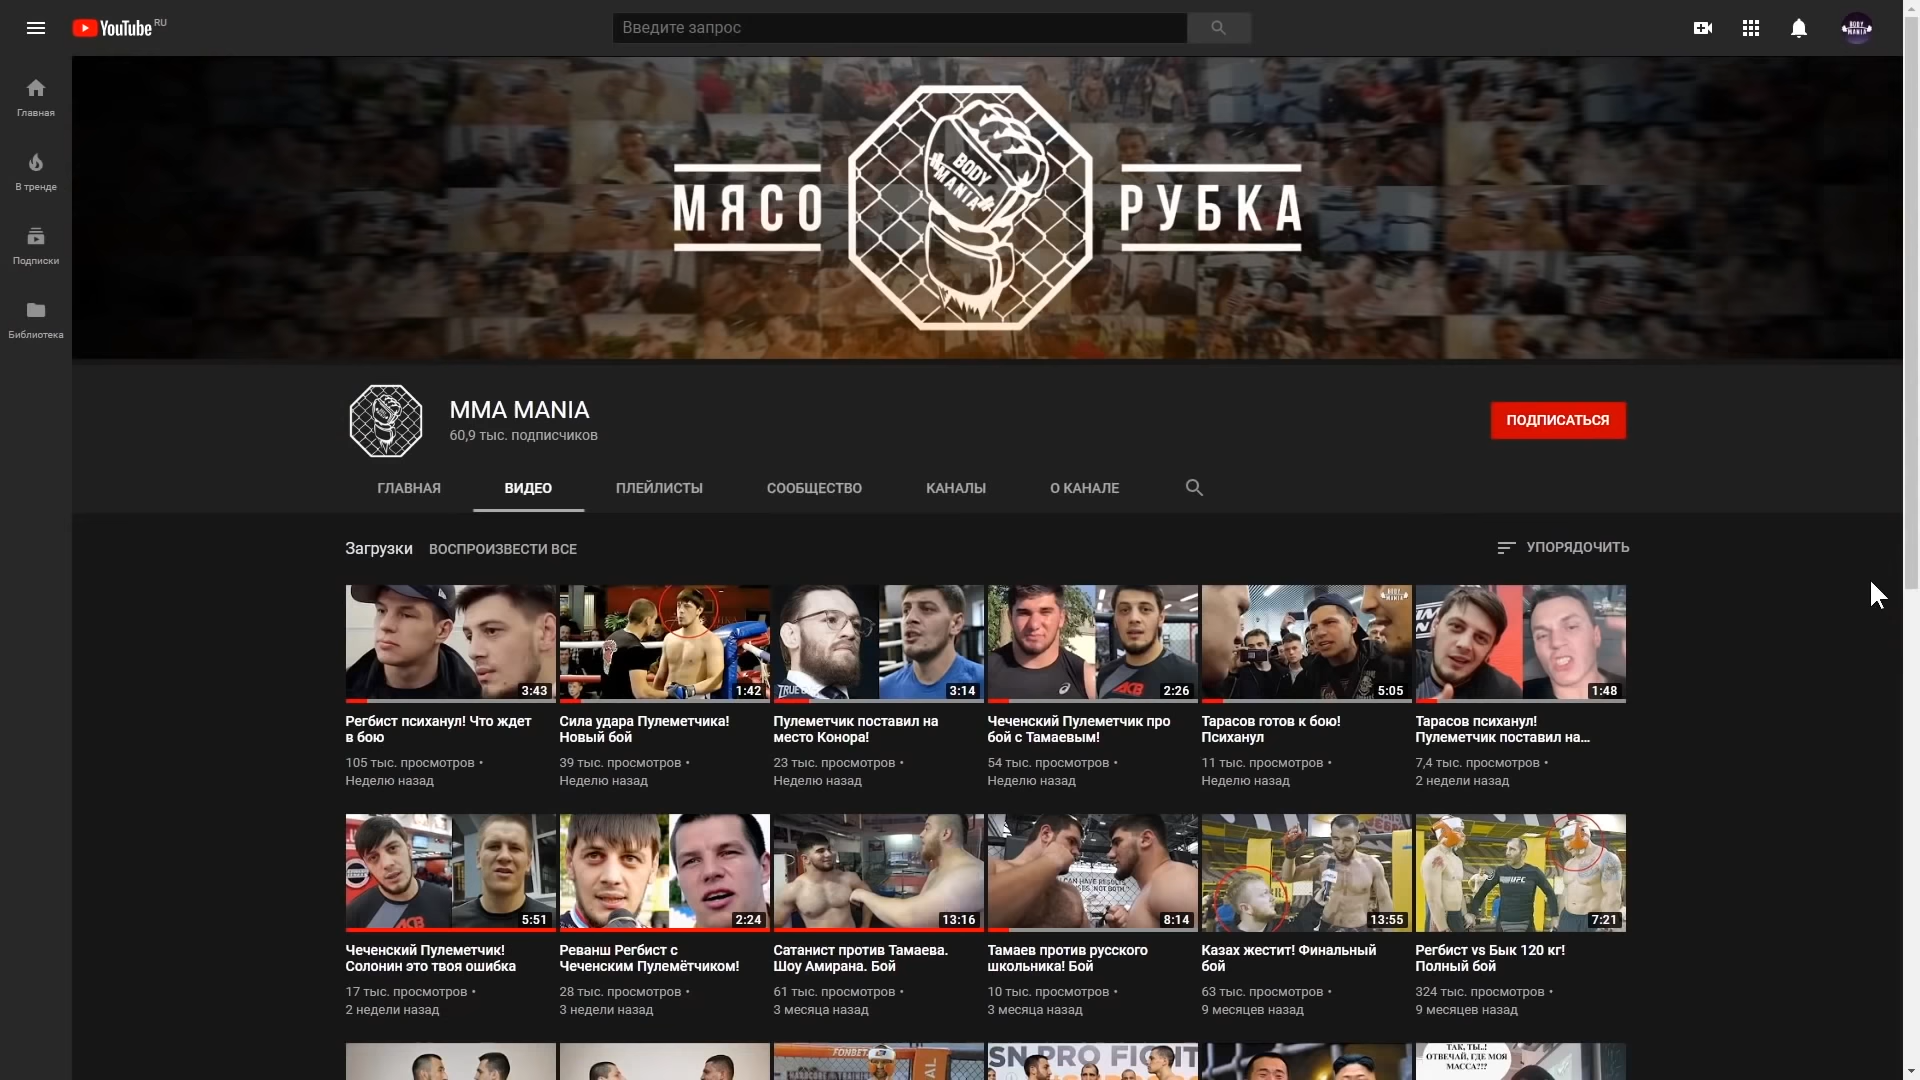 YouTube RU
Введите запрос
Главная
В тренде
Подписки
Библиотека
МЯСО
BODY
MANIA
РУБКА
MMA MANIA
60,9 тыс. подписчиков
ПОДПИСАТЬСЯ
ГЛАВНАЯ
ВИДЕО
ПЛЕЙЛИСТЫ
СООБЩЕСТВО
КАНАЛЫ
О КАНАЛЕ
Загрузки
ВОСПРОИЗВЕСТИ ВСЕ
УПОРЯДОЧИТЬ
3:43
Регбист психанул! Что ждет
в бою
105 тыс. просмотров •
Неделю назад
1:42
Сила удара Пулеметчика!
Новый бой
39 тыс. просмотров •
Неделю назад
3:14
Пулеметчик поставил на
место Конора!
23 тыс. просмотров •
Неделю назад
ACB
2:26
Чеченский Пулеметчик про
бой с Тамаевым!
54 тыс. просмотров •
Неделю назад
5:05
Тарасов готов к бою!
Психанул
11 тыс. просмотров •
Неделю назад
1:48
Тарасов психанул!
Пулеметчик поставил на...
7,4 тыс. просмотров •
2 недели назад
ACB
5:51
Чеченский Пулеметчик!
Солонин это твоя ошибка
17 тыс. просмотров •
2 недели назад
2:24
Реванш Регбист с
Чеченским Пулемётчиком!
28 тыс. просмотров •
3 недели назад
13:16
Сатанист против Тамаева.
Шоу Амирана. Бой
61 тыс. просмотров •
3 месяца назад
8:14
Тамаев против русского
школьника! Бой
10 тыс. просмотров •
3 месяца назад
13:55
Казах жестит! Финальный
бой
63 тыс. просмотров •
9 месяцев назад
UFC
7:21
Регбист vs Бык 120 кг!
Полный бой
324 тыс. просмотров •
9 месяцев назад
FONBET
SN PRO FIGHT
ТАК, ТЫ..!
ОТВЕЧАЙ, ГДЕ МОЯ
МАССА???